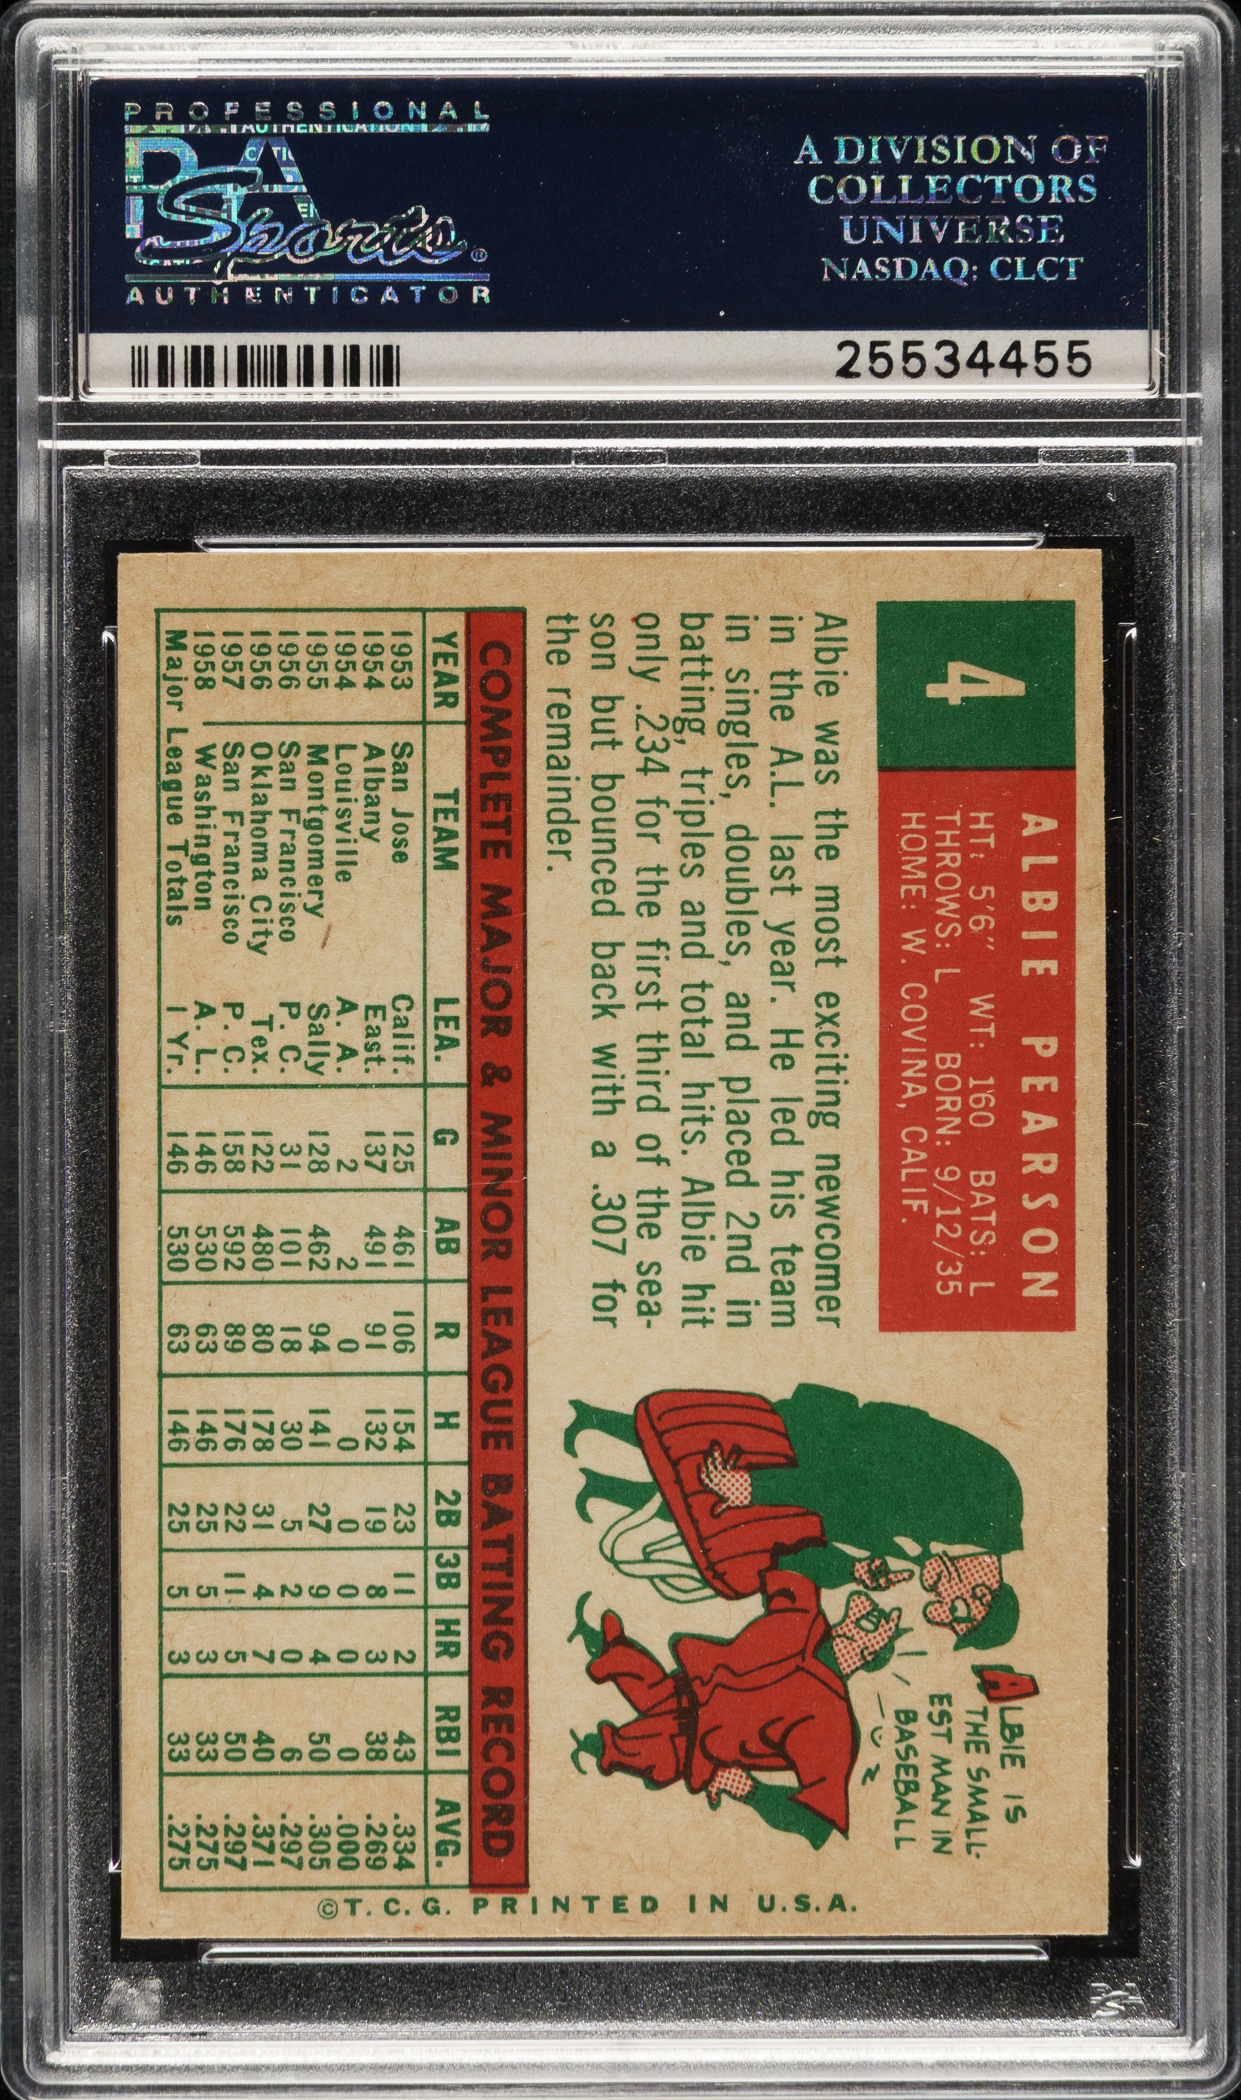 PROFESSIONAL
PSA
Sports®
AUTHENTICATOR
A DIVISION OF
COLLECTORS
UNIVERSE
NASDAQ: CLCT
25534455
4
ALBIE PEARSON
HT: 5'6" WT: 160 BATS: L
THROWS: L BORN: 9/12/35
HOME: W. COVINA, CALIF.
Albie was the most exciting newcomer
in the A.L. last year. He led his team
in singles, doubles, and placed 2nd in
batting, triples and total hits. Albie hit
only .234 for the first third of the sea-
son but bounced back with a .307 for
the remainder.
ALBIE IS
THE SMALL-
EST MAN IN
BASEBALL
COMPLETE MAJOR & MINOR LEAGUE BATTING RECORD
YEAR TEAM LEA. G AB R H 2B 3B HR RBI AVG.
1953 San Jose Calif. 125 461 106 154 23 11 2 43 .334
1954 Albany East. 137 491 91 132 19 8 3 38 .269
1954 Louisville A. A. 2 2 0 0 0 0 0 0 .000
1955 Montgomery Sally 128 462 94 141 27 9 4 50 .305
1956 San Francisco P. C. 31 101 18 30 5 2 0 6 .297
1956 Oklahoma City Tex. 122 480 80 178 31 4 7 40 .371
1957 San Francisco P. C. 158 592 89 176 22 11 5 50 .297
1958 Washington A. L. 146 530 63 146 25 5 3 33 .275
Major League Totals 1 Yr. 146 530 63 146 25 5 3 33 .275
©T. C. G. PRINTED IN U.S.A.
PSA